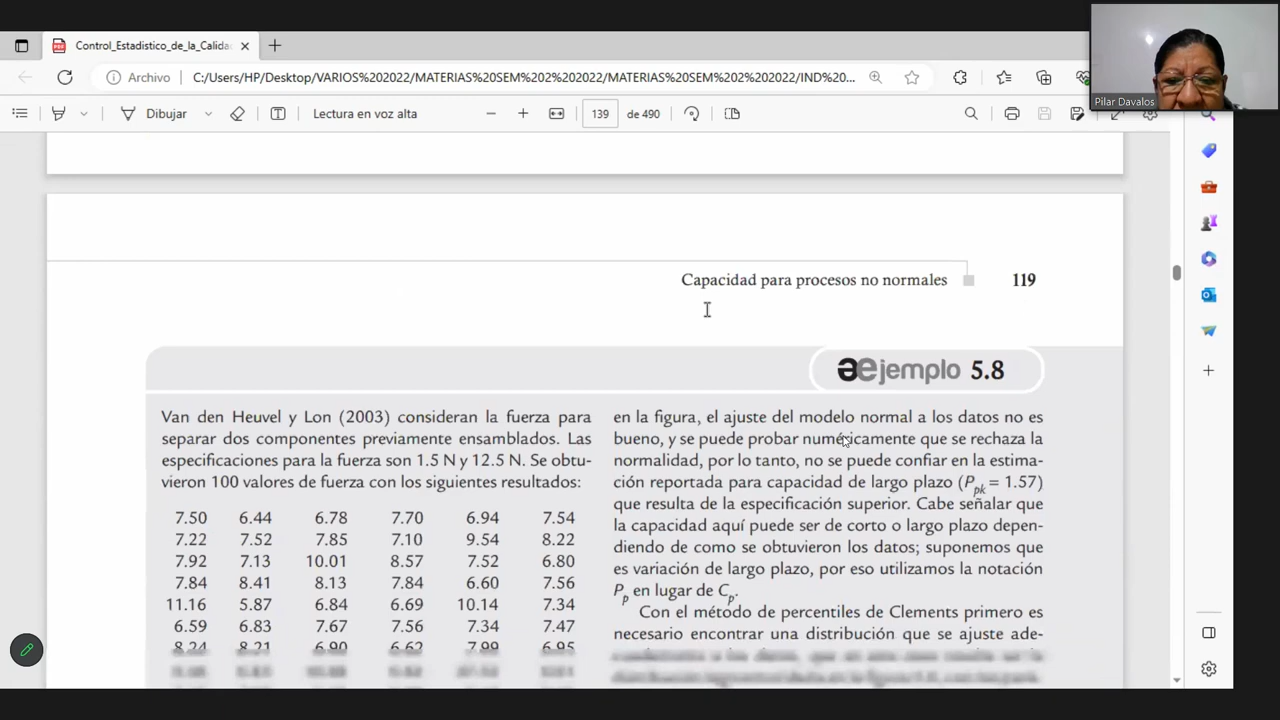 Control_Estadistico_de_la_Calida
Archivo C:/Users/HP/Desktop/VARIOS%202022/MATERIAS%20SEM%202%202022/MATERIAS%20SEM%202%202022/IND%20...
Dibujar Lectura en voz alta 139 de 490
Pilar Davalos
Capacidad para procesos no normales 119
ejemplo 5.8
Van den Heuvel y Lon (2003) consideran la fuerza para
separar dos componentes previamente ensamblados. Las
especificaciones para la fuerza son 1.5 N y 12.5 N. Se obtu-
vieron 100 valores de fuerza con los siguientes resultados:
7.50 6.44 6.78 7.70 6.94 7.54
7.22 7.52 7.85 7.10 9.54 8.22
7.92 7.13 10.01 8.57 7.52 6.80
7.84 8.41 8.13 7.84 6.60 7.56
11.16 5.87 6.84 6.69 10.14 7.34
6.59 6.83 7.67 7.56 7.34 7.47
8.24 8.21 6.90 6.62 7.99 6.95
en la figura, el ajuste del modelo normal a los datos no es
bueno, y se puede probar numéricamente que se rechaza la
normalidad, por lo tanto, no se puede confiar en la estima-
ción reportada para capacidad de largo plazo (Ppk = 1.57)
que resulta de la especificación superior. Cabe señalar que
la capacidad aquí puede ser de corto o largo plazo depen-
diendo de como se obtuvieron los datos; suponemos que
es variación de largo plazo, por eso utilizamos la notación
Pp en lugar de Cp.
Con el método de percentiles de Clements primero es
necesario encontrar una distribución que se ajuste ade-